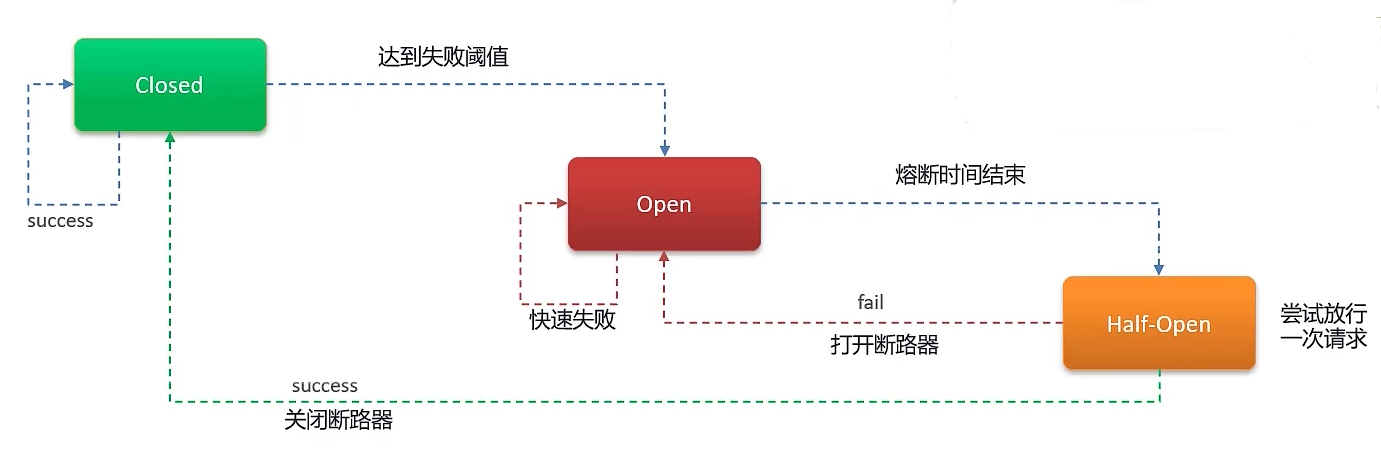 达到失败阈值
Closed
success
熔断时间结束
Open
快速失败
fail
打开断路器
Half-Open
尝试放行
一次请求
success
关闭断路器